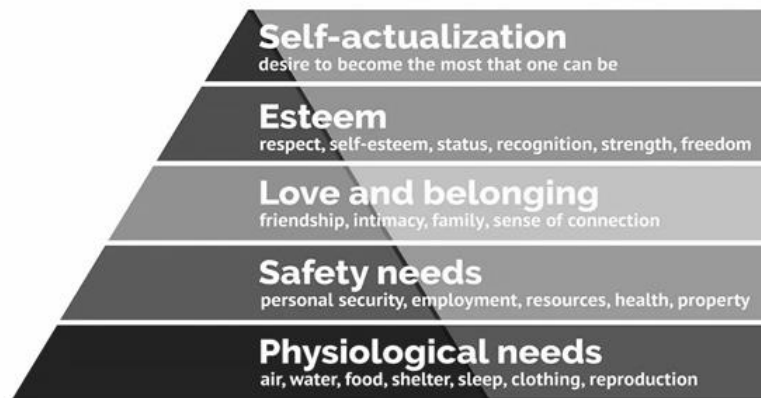 Self-actualization
desire to become the most that one can be
Esteem
respect, self-esteem, status, recognition, strength, freedom
Love and belonging
friendship, intimacy, family, sense of connection
Safety needs
personal security, employment, resources, health, property
Physiological needs
air, water, food, shelter, sleep, clothing, reproduction